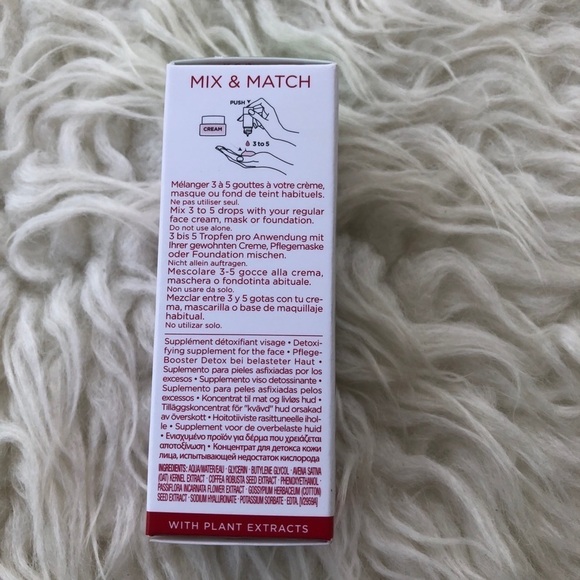 MIX & MATCH
PUSH
CREAM
3 to 5
Mélanger 3 à 5 gouttes à votre crème,
masque ou fond de teint habituels.
Ne pas utiliser seul.
Mix 3 to 5 drops with your regular
face cream, mask or foundation.
Do not use alone.
3 bis 5 Tropfen pro Anwendung mit
Ihrer gewohnten Creme, Pflegemaske
oder Foundation mischen.
Nicht allein auftragen.
Mescolare 3-5 gocce alla crema,
maschera o fondotinta abituale.
Non usare da solo.
Mezclar entre 3 y 5 gotas con tu cre-
ma, mascarilla o base de maquillaje
habitual.
No utilizar solo.
Supplément détoxifiant visage • Detoxi-
fying supplement for the face • Pflege-
Booster Detox bei belasteter Haut •
Suplemento para pieles asfixiadas por los
excesos • Supplemento viso detossinante •
Suplemento para peles asfixiadas pelos
excessos • Koncentrat til mat og livløs hud •
Tilläggskoncentrat för "kvävd" hud orsakad
av överskott • Hoitotiiviste rasittuneelle ihol-
le • Supplement voor de overbelaste huid
• Ενισχυμένο προϊόν για δέρμα που χρειάζεται
αποτοξίνωση • Концентрат для детокса кожи
лица, испытывающей недостаток кислорода
INGREDIENTS: AQUA/WATER/EAU • GLYCERIN • BUTYLENE GLYCOL • AVENA SATIVA
(OAT) KERNEL EXTRACT • COFFEA ROBUSTA SEED EXTRACT • PHENOXYETHANOL •
PASSIFLORA INCARNATA FLOWER EXTRACT • GOSSYPIUM HERBACEUM (COTTON)
SEED EXTRACT • SODIUM HYALURONATE • POTASSIUM SORBATE • EDTA. [V2959A]
WITH PLANT EXTRACTS